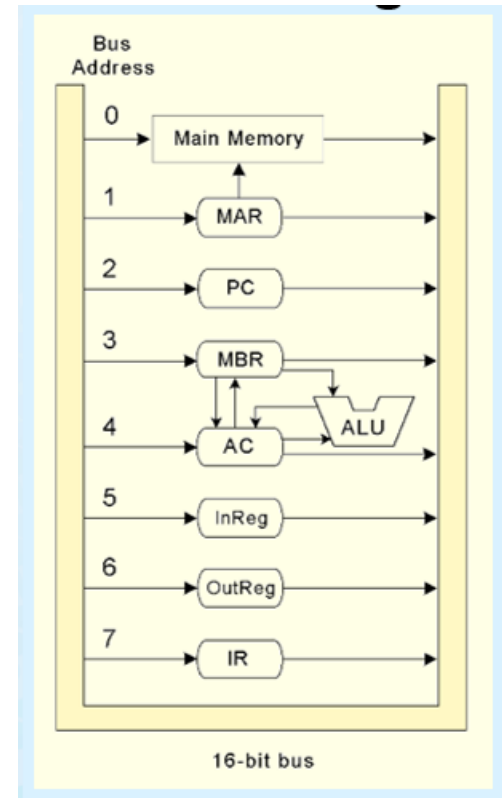 Bus
Address
0
Main Memory
1
MAR
2
PC
3
MBR
ALU
4
AC
5
InReg
6
OutReg
7
IR
16-bit bus